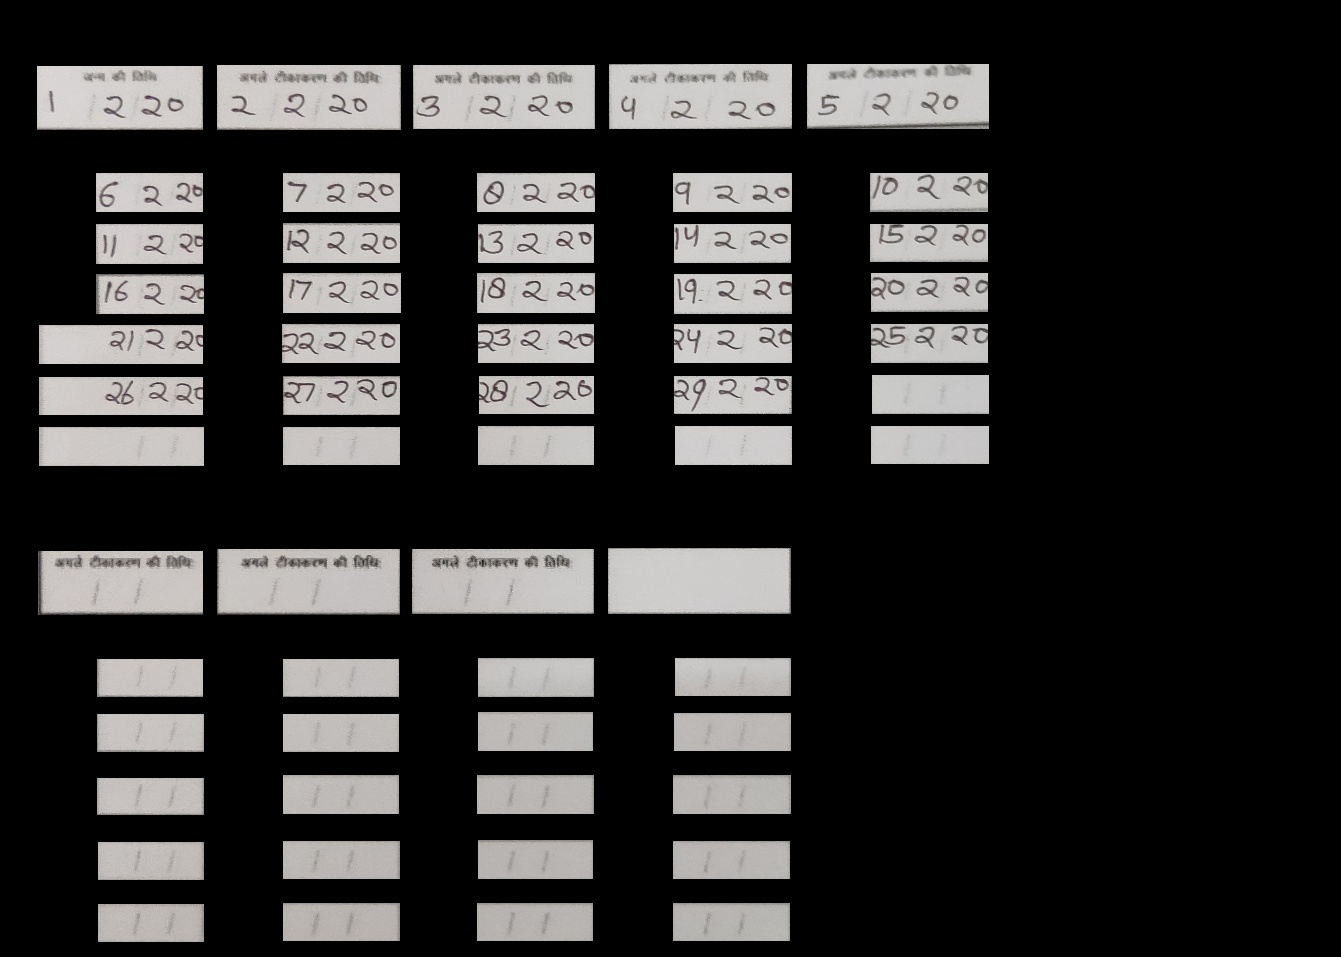 जन्म की तिथि अगले टीकाकरण की तिथि: अगले टीकाकरण की तिथि: अगले टीकाकरण की तिथि: अगले टीकाकरण की तिथि:
1 / 2 / 20 2 / 2 / 20 3 / 2 / 20 4 / 2 / 20 5 / 2 / 20
6 / 2 / 20 7 / 2 / 20 8 / 2 / 20 9 / 2 / 20 10 / 2 / 20
11 / 2 / 20 12 / 2 / 20 13 / 2 / 20 14 / 2 / 20 15 / 2 / 20
16 / 2 / 20 17 / 2 / 20 18 / 2 / 20 19 / 2 / 20 20 / 2 / 20
21 / 2 / 20 22 / 2 / 20 23 / 2 / 20 24 / 2 / 20 25 / 2 / 20
26 / 2 / 20 27 / 2 / 20 28 / 2 / 20 29 / 2 / 20 / /
/ / / / / / / / / /
अगले टीकाकरण की तिथि: अगले टीकाकरण की तिथि: अगले टीकाकरण की तिथि:
/ / / / / /
/ / / / / / / /
/ / / / / / / /
/ / / / / / / /
/ / / / / / / /
/ / / / / / / /